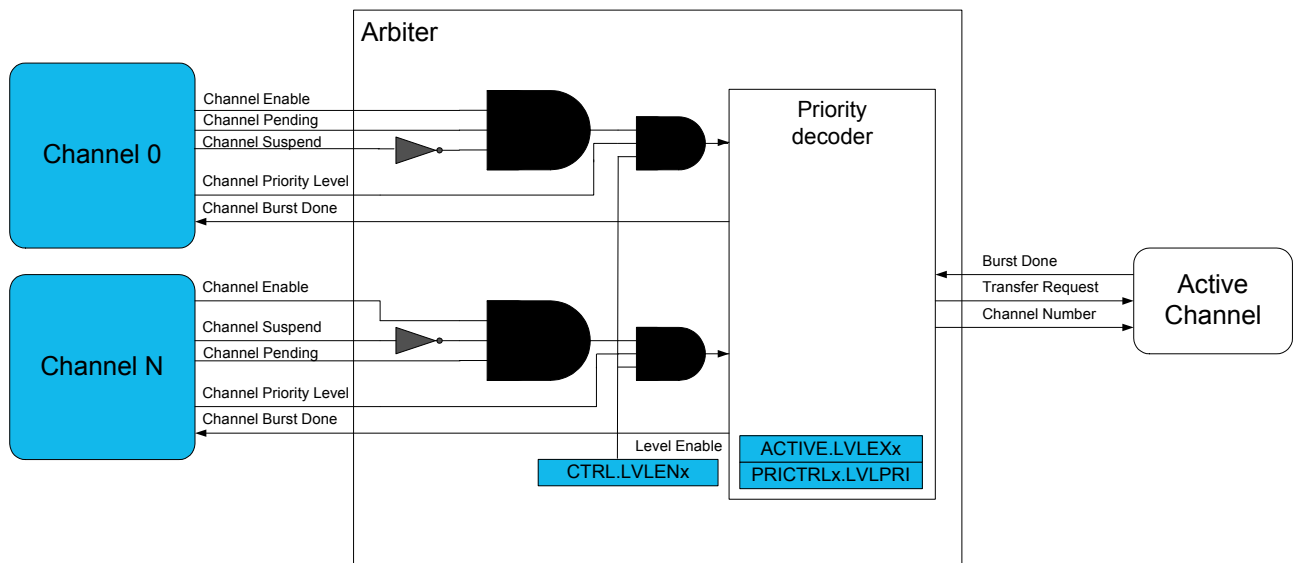 Arbiter
Channel 0
Channel Enable
Channel Pending
Channel Suspend
Channel Priority Level
Channel Burst Done
Priority
decoder
Channel N
Channel Enable
Channel Suspend
Channel Pending
Channel Priority Level
Channel Burst Done
Level Enable
CTRL.LVLENx
ACTIVE.LVLEXx
PRICTRLx.LVLPRI
Burst Done
Transfer Request
Channel Number
Active
Channel